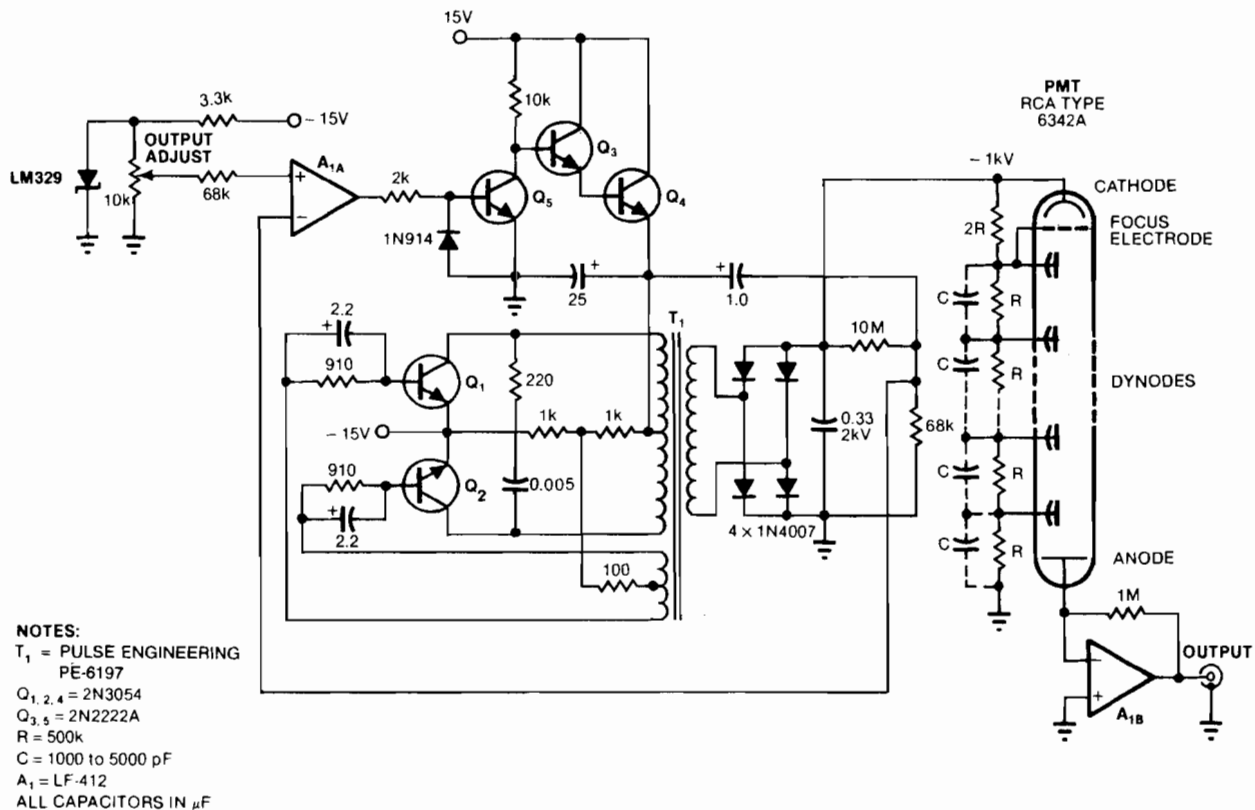 15V
3.3k
– 15V
OUTPUT
ADJUST
LM329
10k
68k
A1A
+
–
2k
10k
Q3
Q5
Q4
1N914
25
+
+
1.0
PMT
RCA TYPE
6342A
– 1kV
CATHODE
FOCUS
ELECTRODE
2R
C
R
C
R
DYNODES
C
R
C
R
ANODE
2.2
+
910
Q1
220
T1
10M
– 15V
1k
1k
0.33
2kV
68k
910
Q2
0.005
+
2.2
4 × 1N4007
100
1M
OUTPUT
–
+
A1B
NOTES:
T1 = PULSE ENGINEERING
PE-6197
Q1, 2, 4 = 2N3054
Q3, 5 = 2N2222A
R = 500k
C = 1000 to 5000 pF
A1 = LF-412
ALL CAPACITORS IN µF